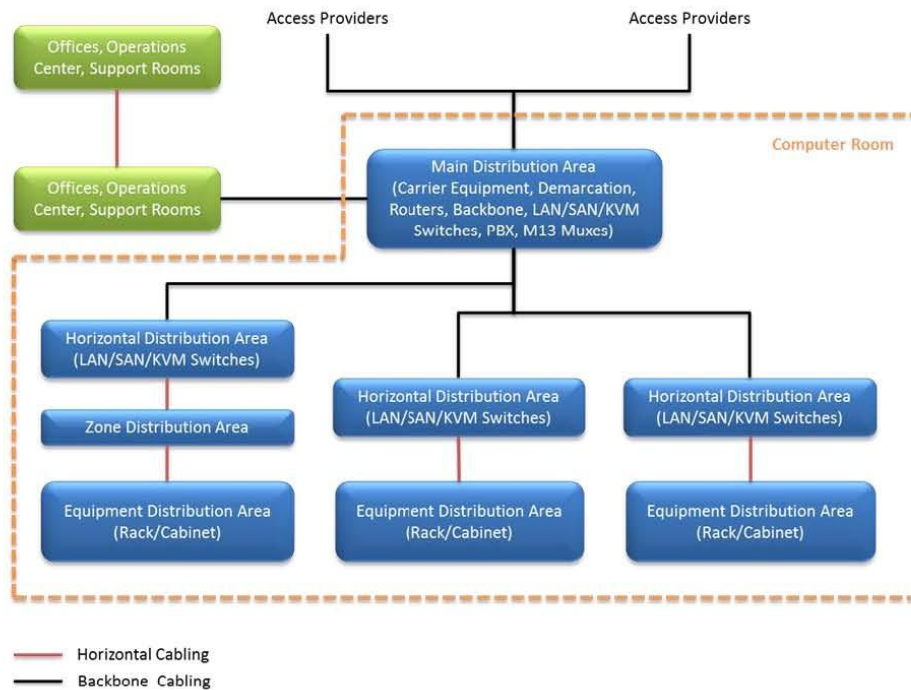 Access Providers
Access Providers
Offices, Operations
Center, Support Rooms
Computer Room
Main Distribution Area
(Carrier Equipment, Demarcation,
Routers, Backbone, LAN/SAN/KVM
Switches, PBX, M13 Muxes)
Offices, Operations
Center, Support Rooms
Horizontal Distribution Area
(LAN/SAN/KVM Switches)
Zone Distribution Area
Equipment Distribution Area
(Rack/Cabinet)
Horizontal Distribution Area
(LAN/SAN/KVM Switches)
Equipment Distribution Area
(Rack/Cabinet)
Horizontal Distribution Area
(LAN/SAN/KVM Switches)
Equipment Distribution Area
(Rack/Cabinet)
Horizontal Cabling
Backbone Cabling